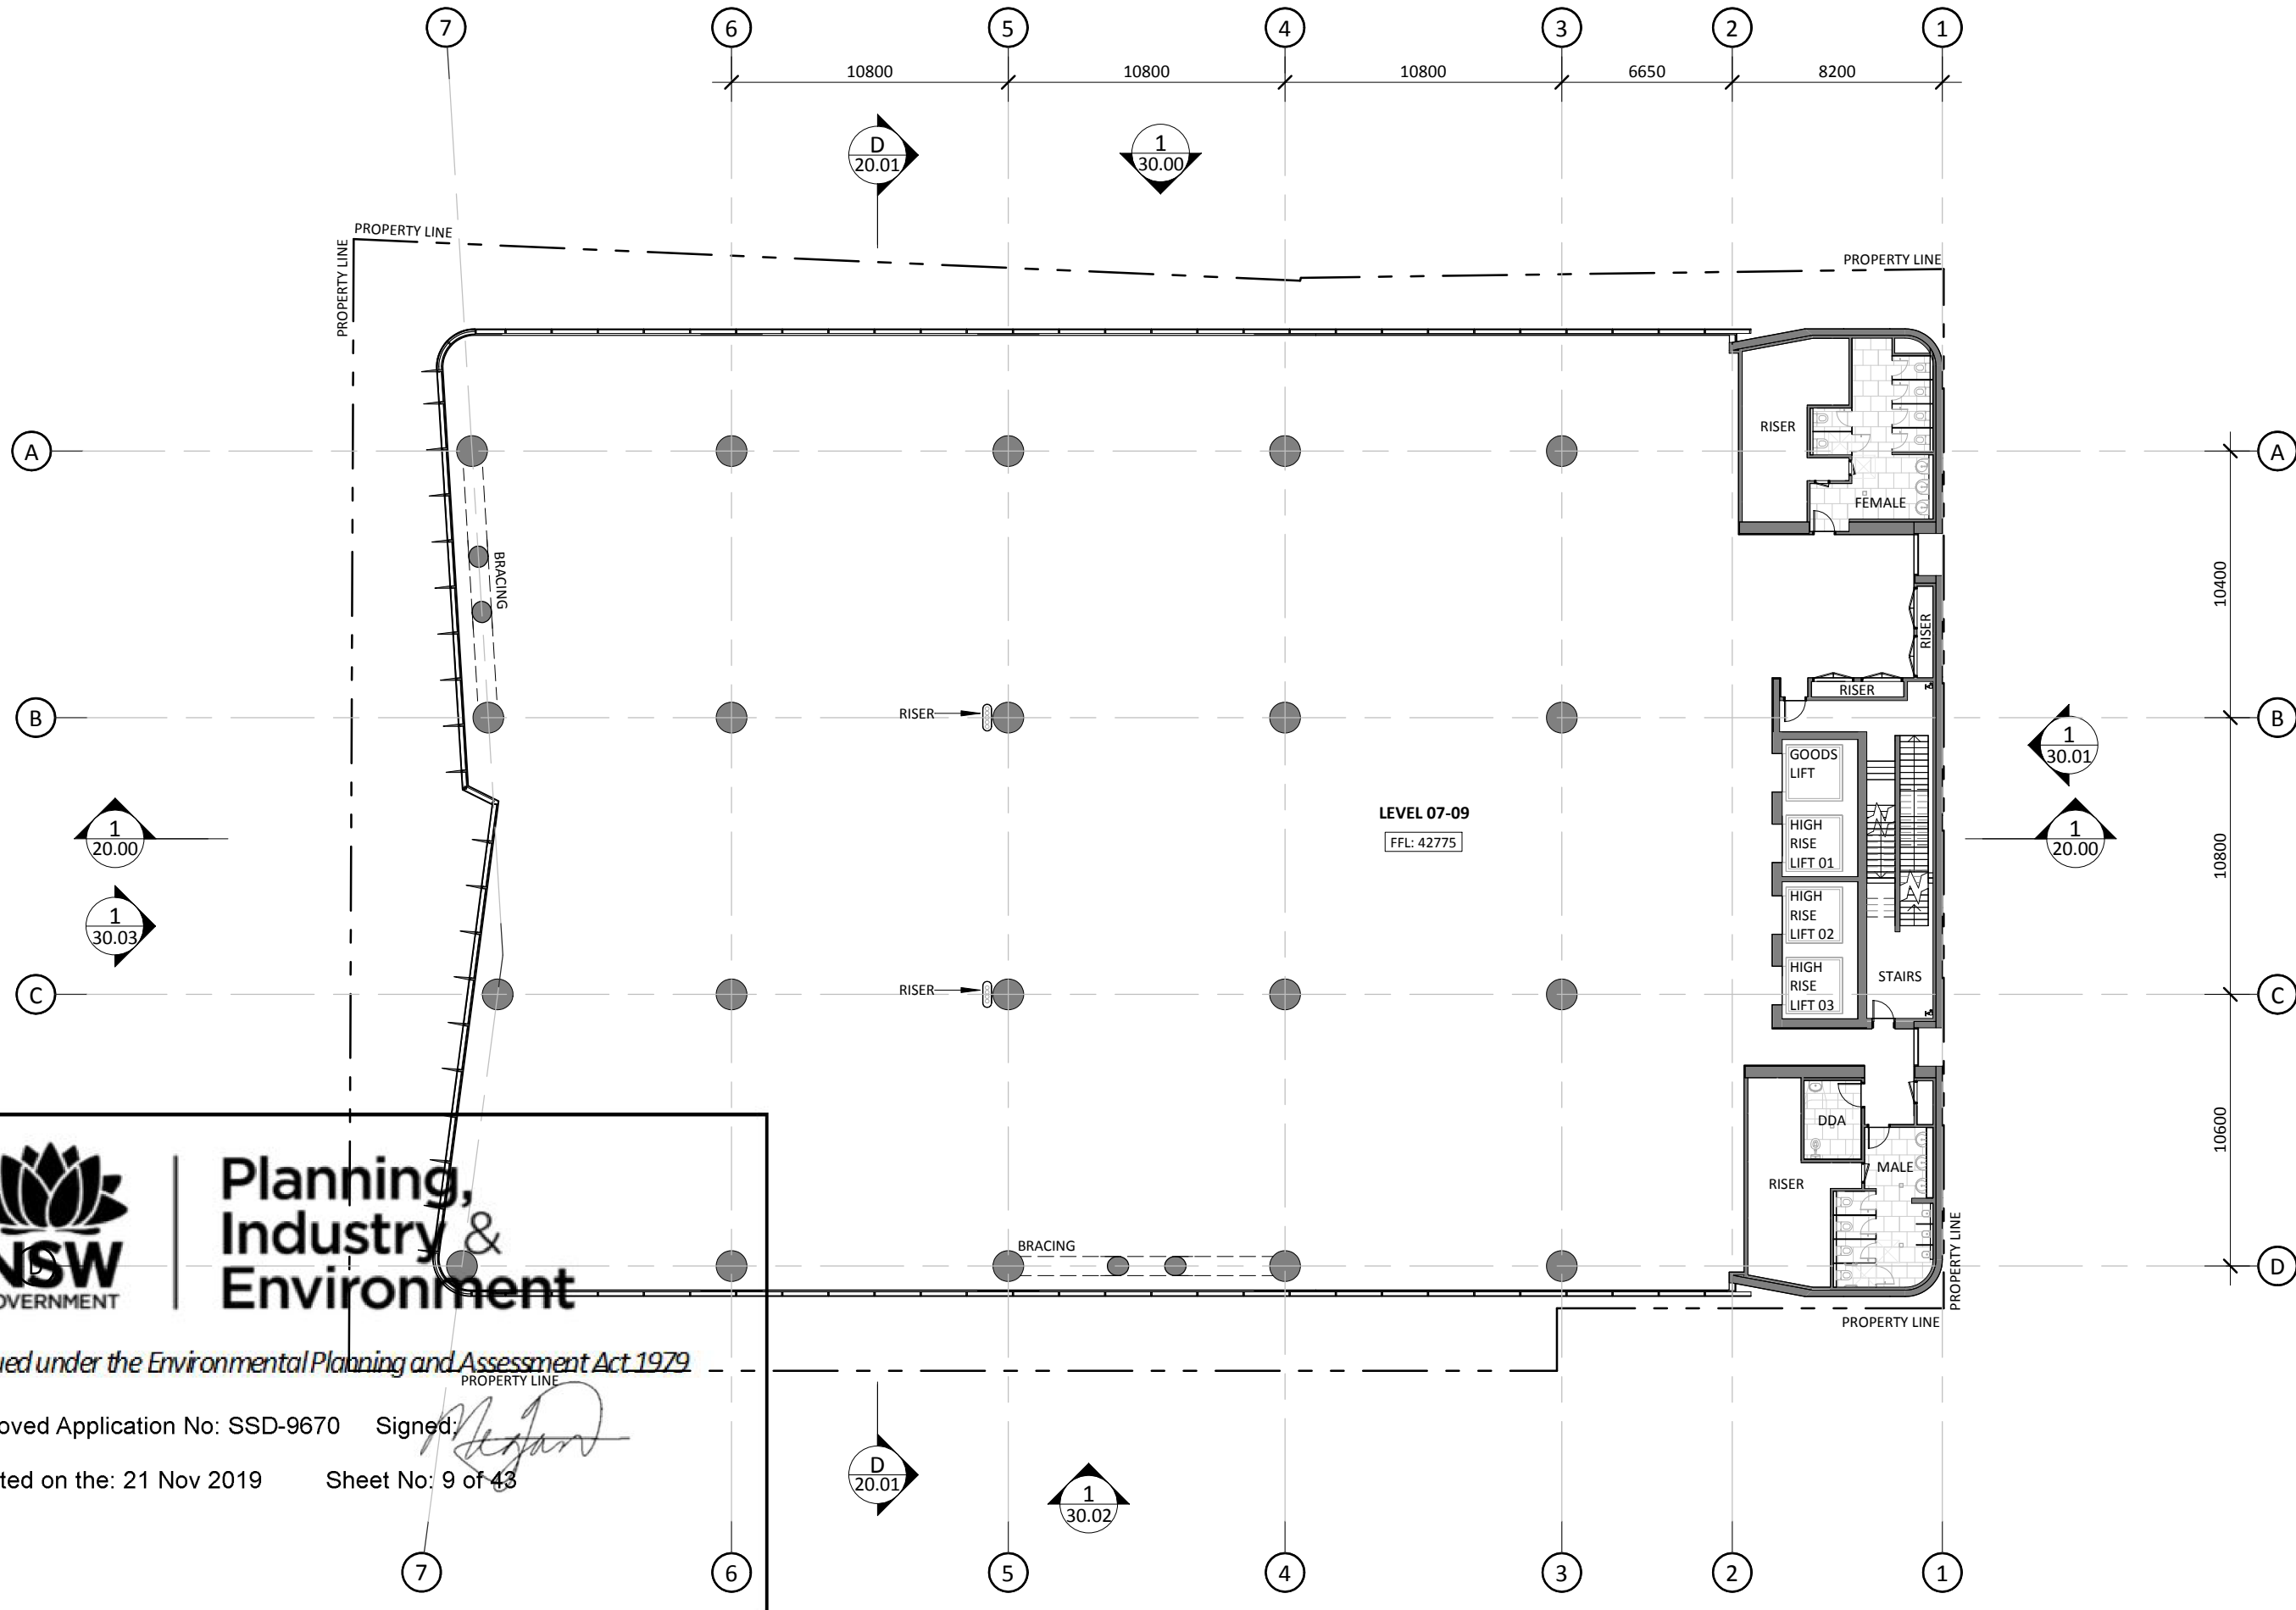 7 6 5 4 3 2 1
10800 10800 10800 6650 8200
D
20.01
1
30.00
PROPERTY LINE
PROPERTY LINE
PROPERTY LINE
A A
RISER
FEMALE
BRACING
10400
RISER
RISER
B B
RISER
GOODS
LIFT
1
30.01
LEVEL 07-09
FFL: 42775
HIGH
RISE
LIFT 01
1
20.00
1
20.00
10800
HIGH
RISE
LIFT 02
1
30.03
HIGH
RISE
LIFT 03
STAIRS
C C
RISER
DDA
MALE
RISER
10600
BRACING
D D
PROPERTY LINE
PROPERTY LINE
NSW
OVERNMENT
Planning,
Industry &
Environment
ued under the Environmental Planning and Assessment Act 1979
PROPERTY LINE
oved Application No: SSD-9670 Signed:
ted on the: 21 Nov 2019 Sheet No: 9 of 43
D
20.01
1
30.02
7 6 5 4 3 2 1